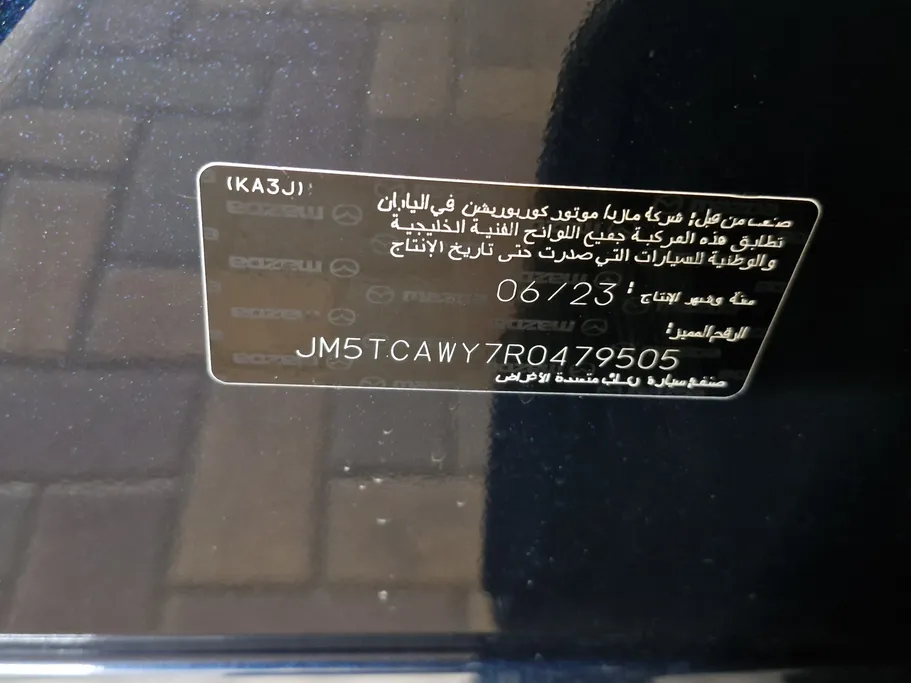 (KA3J)
صنعت من قبل: شركة مازدا موتور كوربوريشن في اليابان
تطابق هذه المركبة جميع اللوائح الفنية الخليجية
والوطنية للسيارات التي صدرت حتى تاريخ الإنتاج
سنة وشهر الإنتاج: 06/23
الرقم المميز:
JM5TCAWY7R0479505
صنف سيارة ركاب متعددة الأغراض